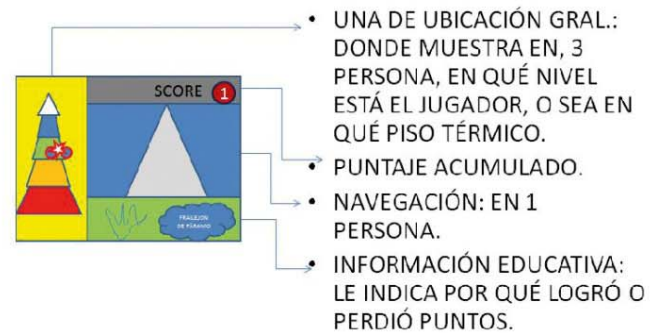 SCORE 1
FRAILEJON
DE PÁRAMO
• UNA DE UBICACIÓN GRAL.:
DONDE MUESTRA EN, 3
PERSONA, EN QUÉ NIVEL
ESTÁ EL JUGADOR, O SEA EN
QUÉ PISO TÉRMICO.
• PUNTAJE ACUMULADO.
• NAVEGACIÓN: EN 1
PERSONA.
• INFORMACIÓN EDUCATIVA:
LE INDICA POR QUÉ LOGRÓ O
PERDIÓ PUNTOS.